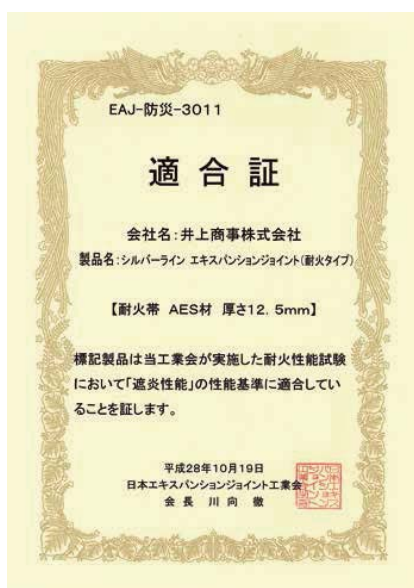 EAJ-防災-3011
適合証
会社名:井上商事株式会社
製品名:シルバーライン エキスパンションジョイント(耐火タイプ)
【耐火帯 AES材 厚さ12.5mm】
標記製品は当工業会が実施した耐火性能試験
において「遮炎性能」の性能基準に適合してい
ることを証します。
平成28年10月19日
日本エキスパンションジョイント工業会
会長 川向 徹